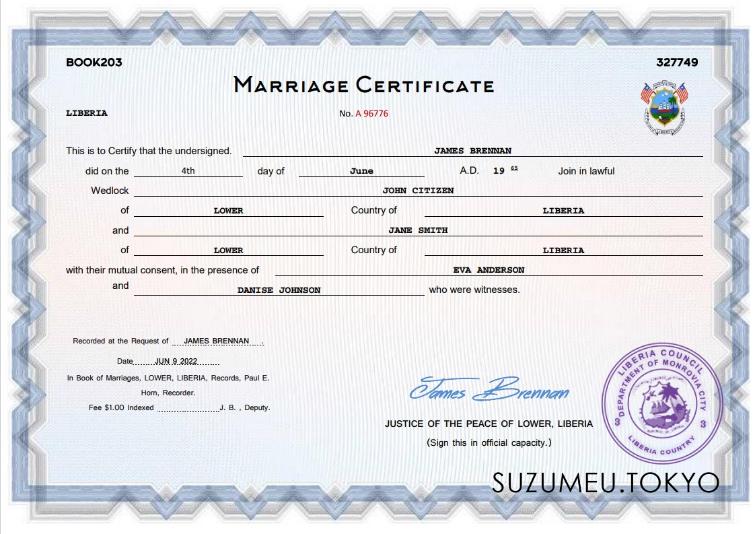 BOOK203 327749
MARRIAGE CERTIFICATE
LIBERIA No. A 96776
This is to Certify that the undersigned. JAMES BRENNAN
did on the 4th day of June A.D. 19 Join in lawful
Wedlock JOHN CITIZEN
of LOWER Country of LIBERIA
and JANE SMITH
of LOWER Country of LIBERIA
with their mutual consent, in the presence of EVA ANDERSON
and DANISE JOHNSON who were witnesses.
Recorded at the Request of JAMES BRENNAN
Date JUN 9 2022
In Book of Marriages, LOWER, LIBERIA, Records, Paul E.
Horn, Recorder.
Fee $1.00 Indexed J. B. , Deputy.
James Brennan
JUSTICE OF THE PEACE OF LOWER, LIBERIA
(Sign this in official capacity.)
LIBERIA COUNCIL
DEPARTMENT OF MONROVIA CITY
LIBERIA COUNTRY
SUZUMEU.TOKYO